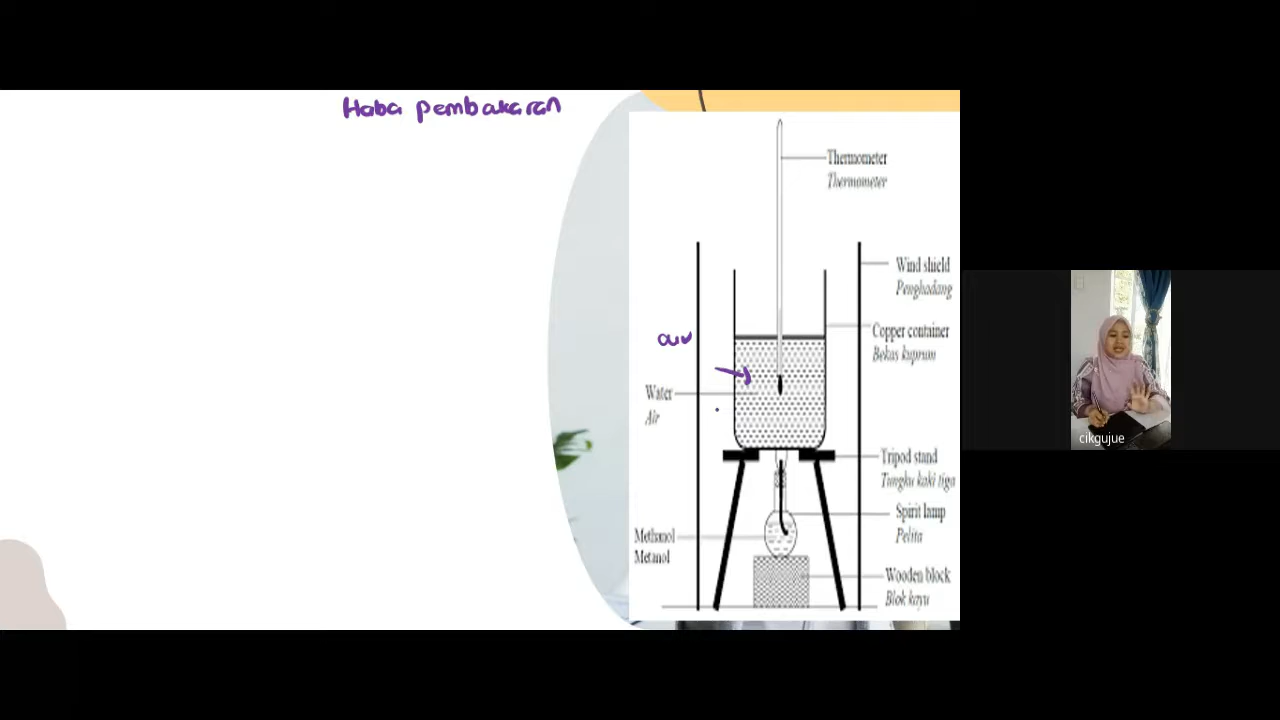 Haba pembakaran
Thermometer
Thermometer
Wind shield
Penghadang
Copper container
Bekas kuprum
Water
Air
Tripod stand
Tungku kaki tiga
Spirit lamp
Pelita
Methanol
Metanol
Wooden block
Blok kayu
cikgujue